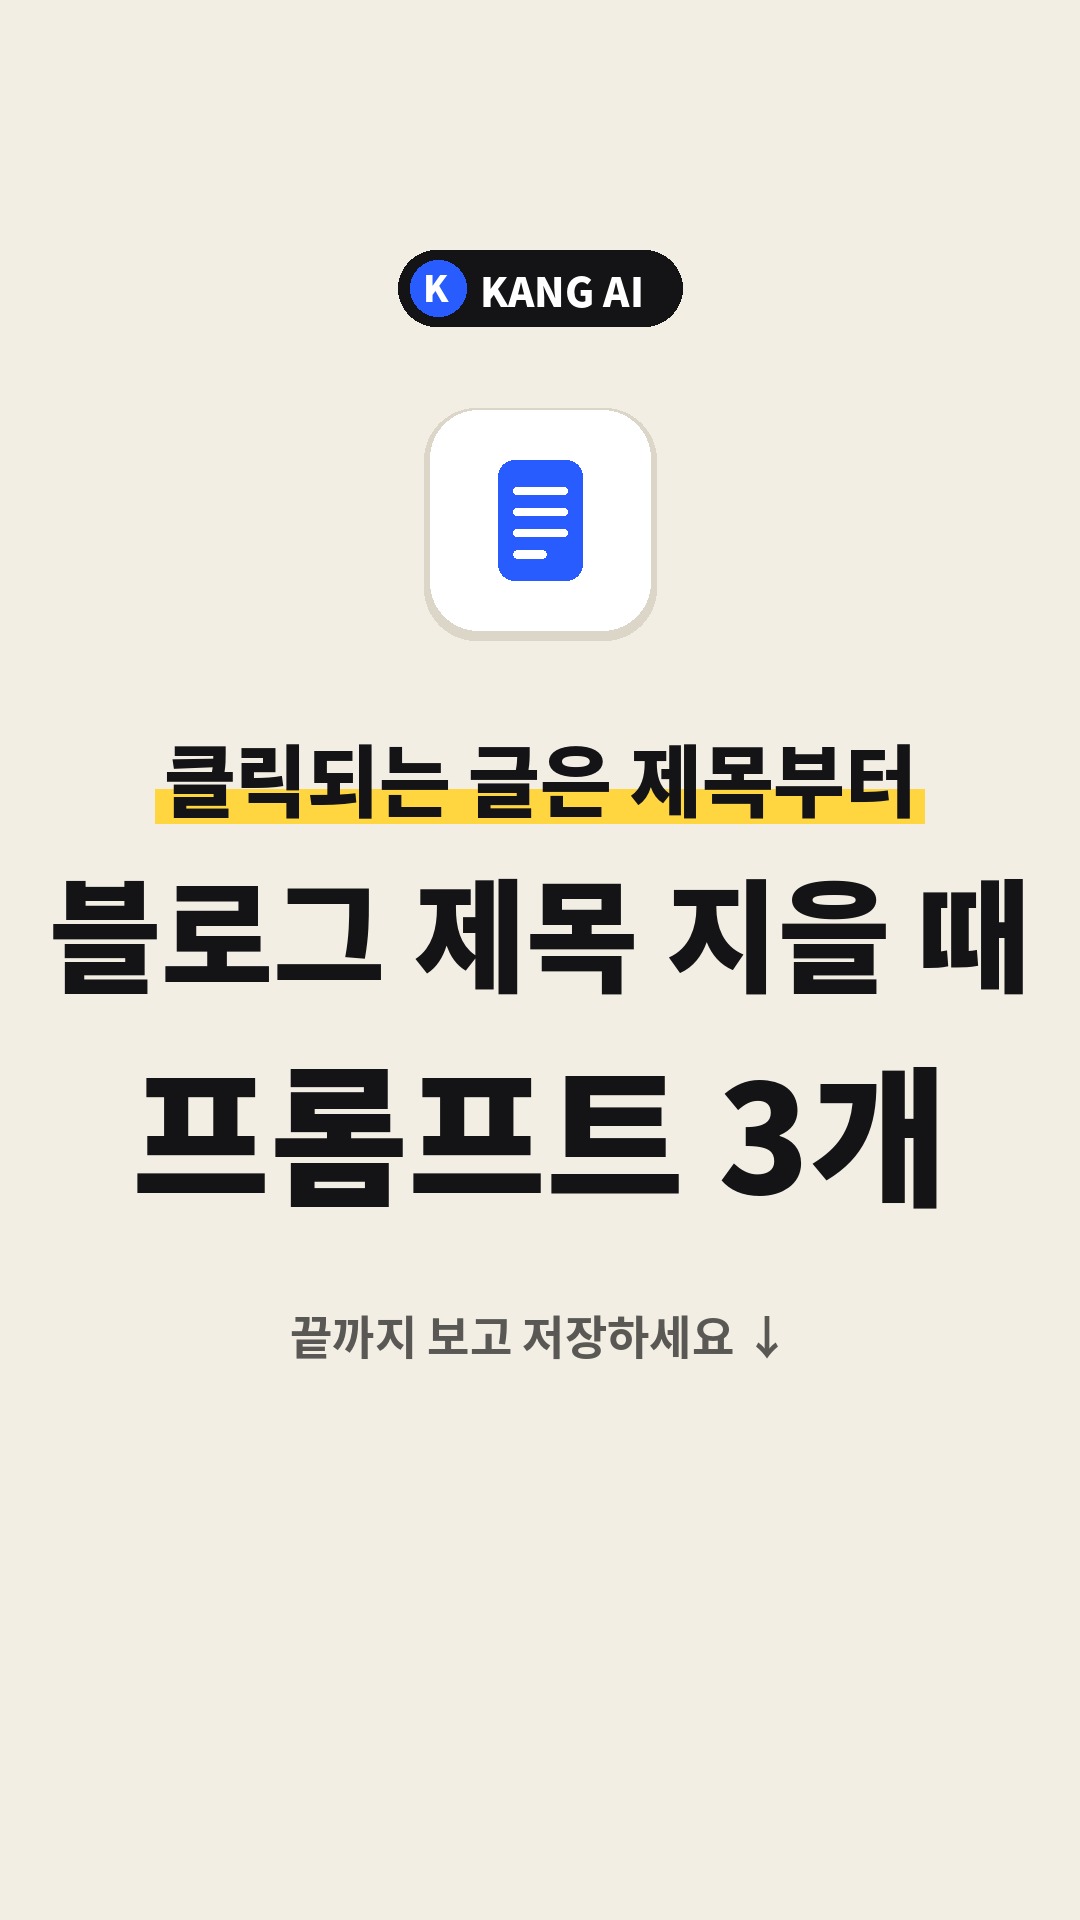 K KANG AI
클릭되는 글은 제목부터
블로그 제목 지을 때
프롬프트 3개
끝까지 보고 저장하세요 ↓